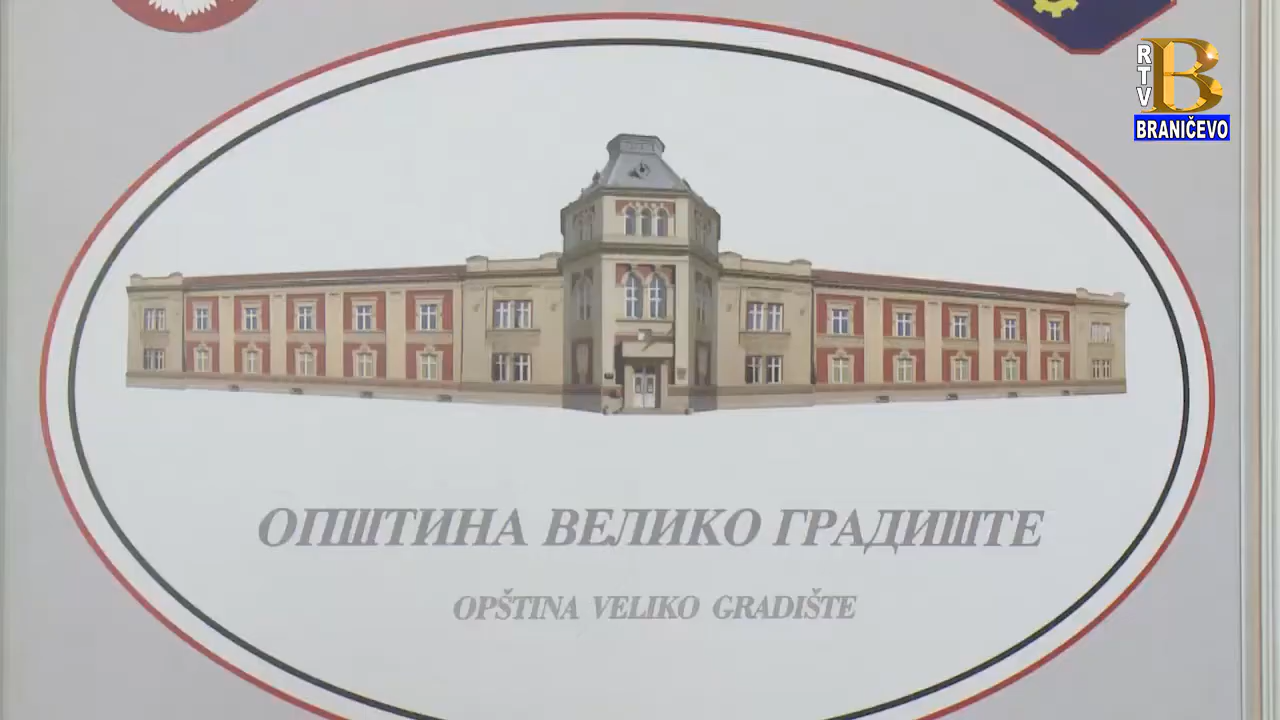 RTV
B
BRANIČEVO
ОПШТИНА ВЕЛИКО ГРАДИШТЕ
OPŠTINA VELIKO GRADIŠTE